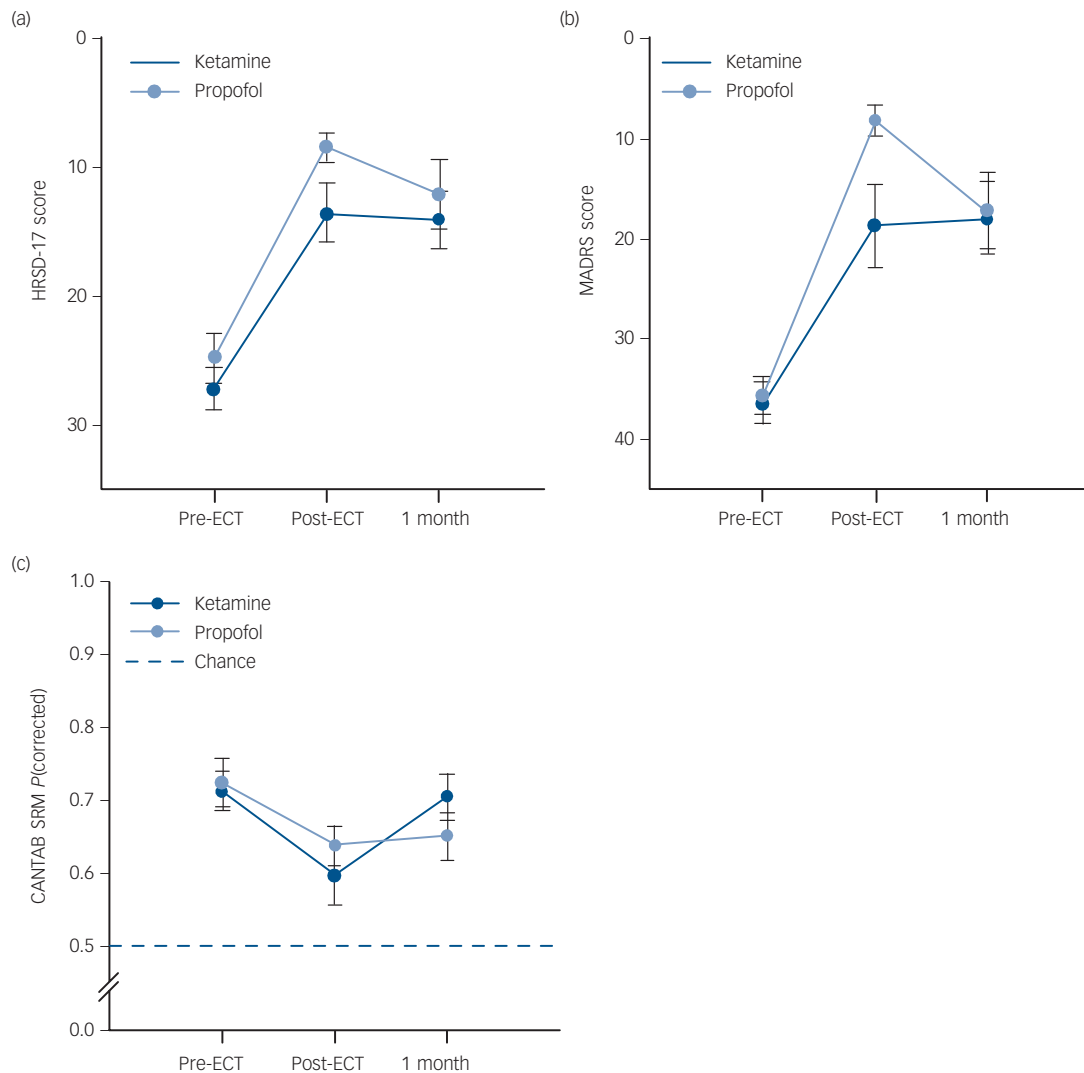 (a)
0
10
20
30
HRSD-17 score
Ketamine
Propofol
Pre-ECT Post-ECT 1 month
(b)
0
10
20
30
40
MADRS score
Ketamine
Propofol
Pre-ECT Post-ECT 1 month
(c)
1.0
0.9
0.8
0.7
0.6
0.5
0.0
CANTAB SRM P(corrected)
Ketamine
Propofol
Chance
Pre-ECT Post-ECT 1 month